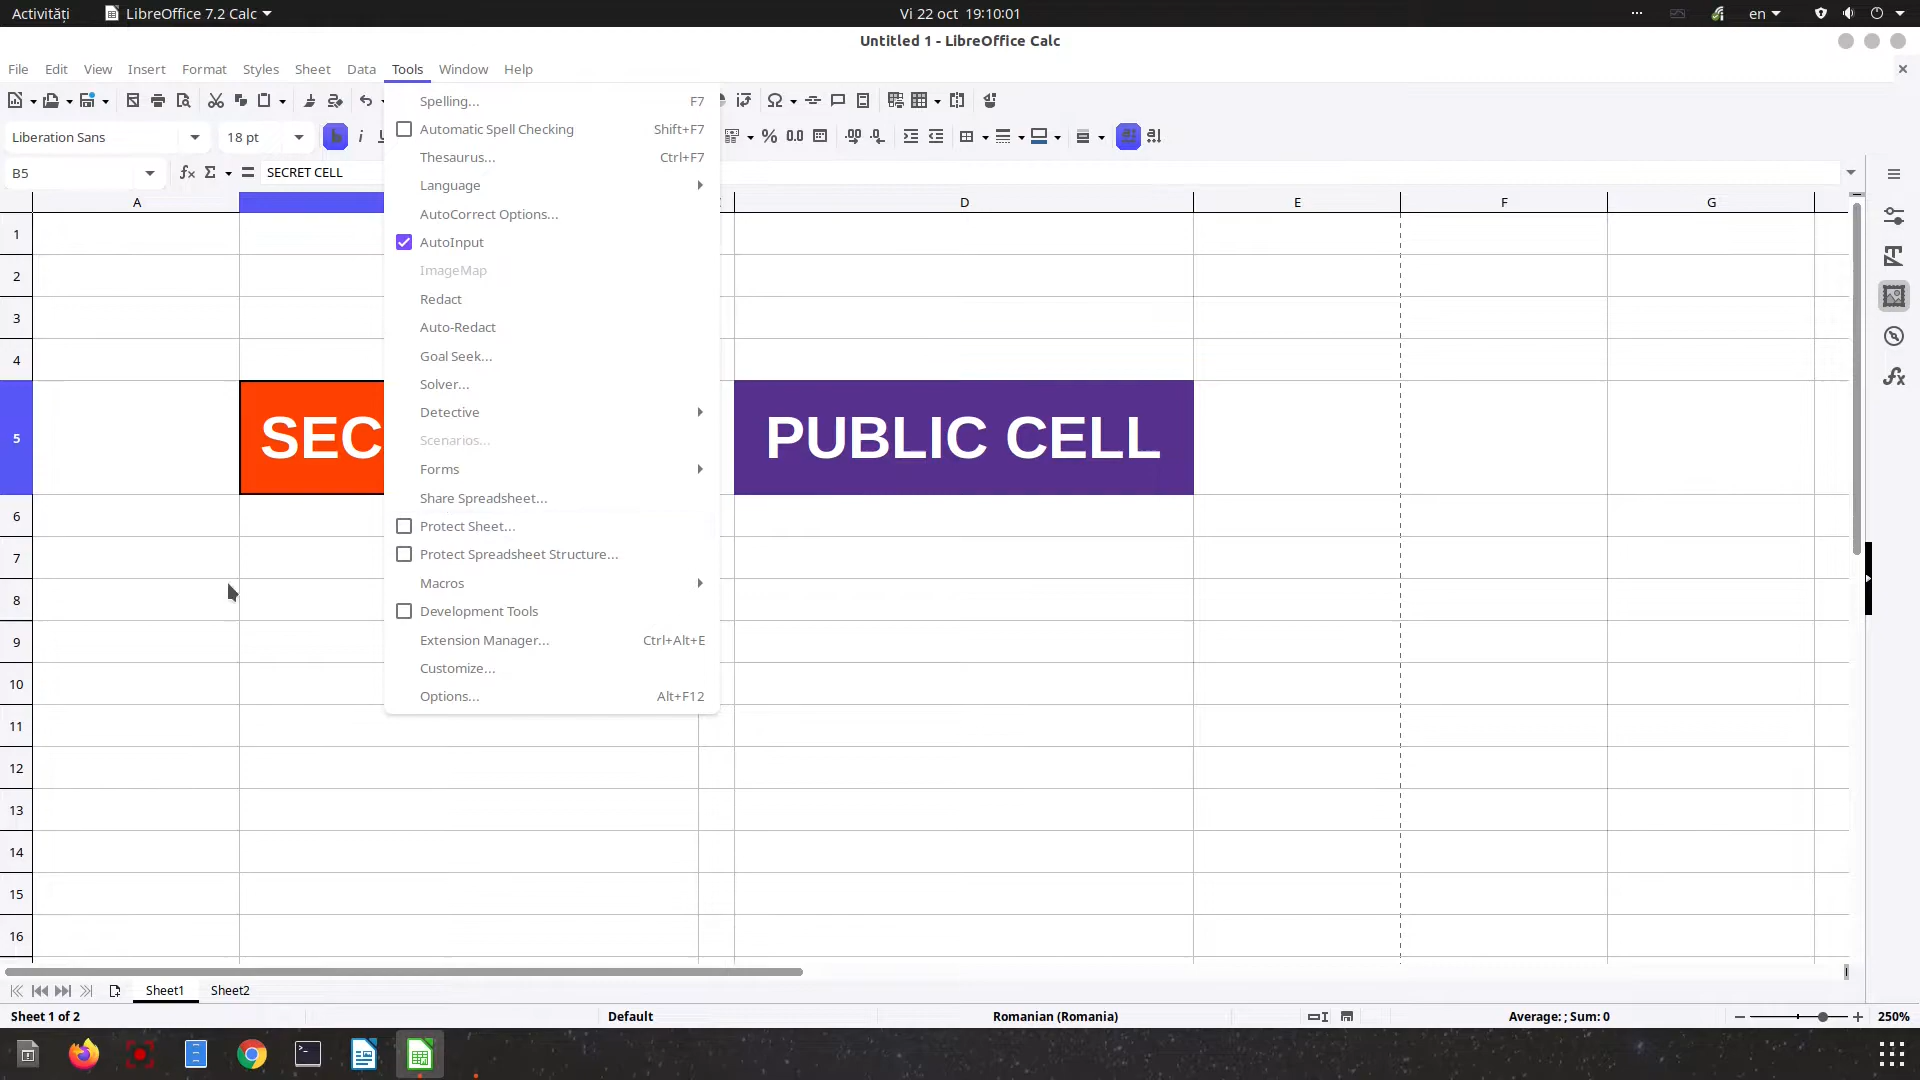 Activități LibreOffice 7.2 Calc Vi 22 oct 19:10:01 en
Untitled 1 - LibreOffice Calc
File Edit View Insert Format Styles Sheet Data Tools Window Help
Liberation Sans 18 pt
B5 SECRET CELL
A D E F G
Spelling... F7
Automatic Spell Checking Shift+F7
Thesaurus... Ctrl+F7
Language
AutoCorrect Options...
AutoInput
ImageMap
Redact
Auto-Redact
Goal Seek...
Solver...
Detective
Scenarios...
Forms
Share Spreadsheet...
Protect Sheet...
Protect Spreadsheet Structure...
Macros
Development Tools
Extension Manager... Ctrl+Alt+E
Customize...
Options... Alt+F12
1
2
3
4
5 SEC PUBLIC CELL
6
7
8
9
10
11
12
13
14
15
16
Sheet1 Sheet2
Sheet 1 of 2 Default Romanian (Romania) Average: ; Sum: 0 250%